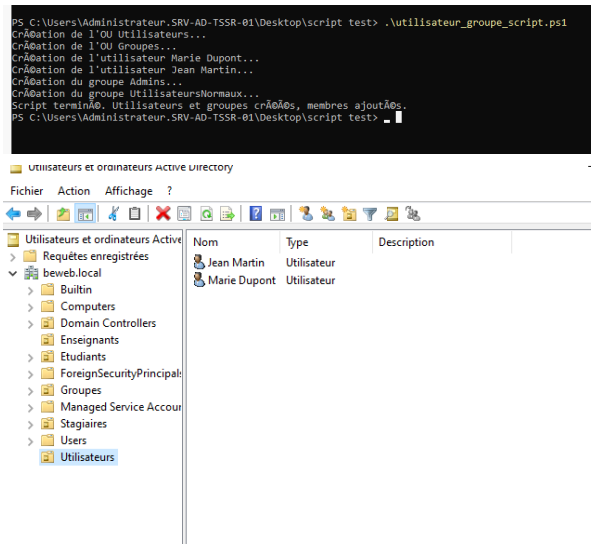 PS C:\Users\Administrateur.SRV-AD-TSSR-01\Desktop\script test> .\utilisateur_groupe_script.ps1
CrÃ©ation de l'OU Utilisateurs...
CrÃ©ation de l'OU Groupes...
CrÃ©ation de l'utilisateur Marie Dupont...
CrÃ©ation de l'utilisateur Jean Martin...
CrÃ©ation du groupe Admins...
CrÃ©ation du groupe UtilisateursNormaux...
Script terminÃ©. Utilisateurs et groupes crÃ©Ã©s, membres ajoutÃ©s.
PS C:\Users\Administrateur.SRV-AD-TSSR-01\Desktop\script test> _
Utilisateurs et ordinateurs Active Directory
Fichier Action Affichage ?
Utilisateurs et ordinateurs Active
Requêtes enregistrées
beweb.local
Builtin
Computers
Domain Controllers
Enseignants
Etudiants
ForeignSecurityPrincipal:
Groupes
Managed Service Accour
Stagiaires
Users
Utilisateurs
Nom Type Description
Jean Martin Utilisateur
Marie Dupont Utilisateur